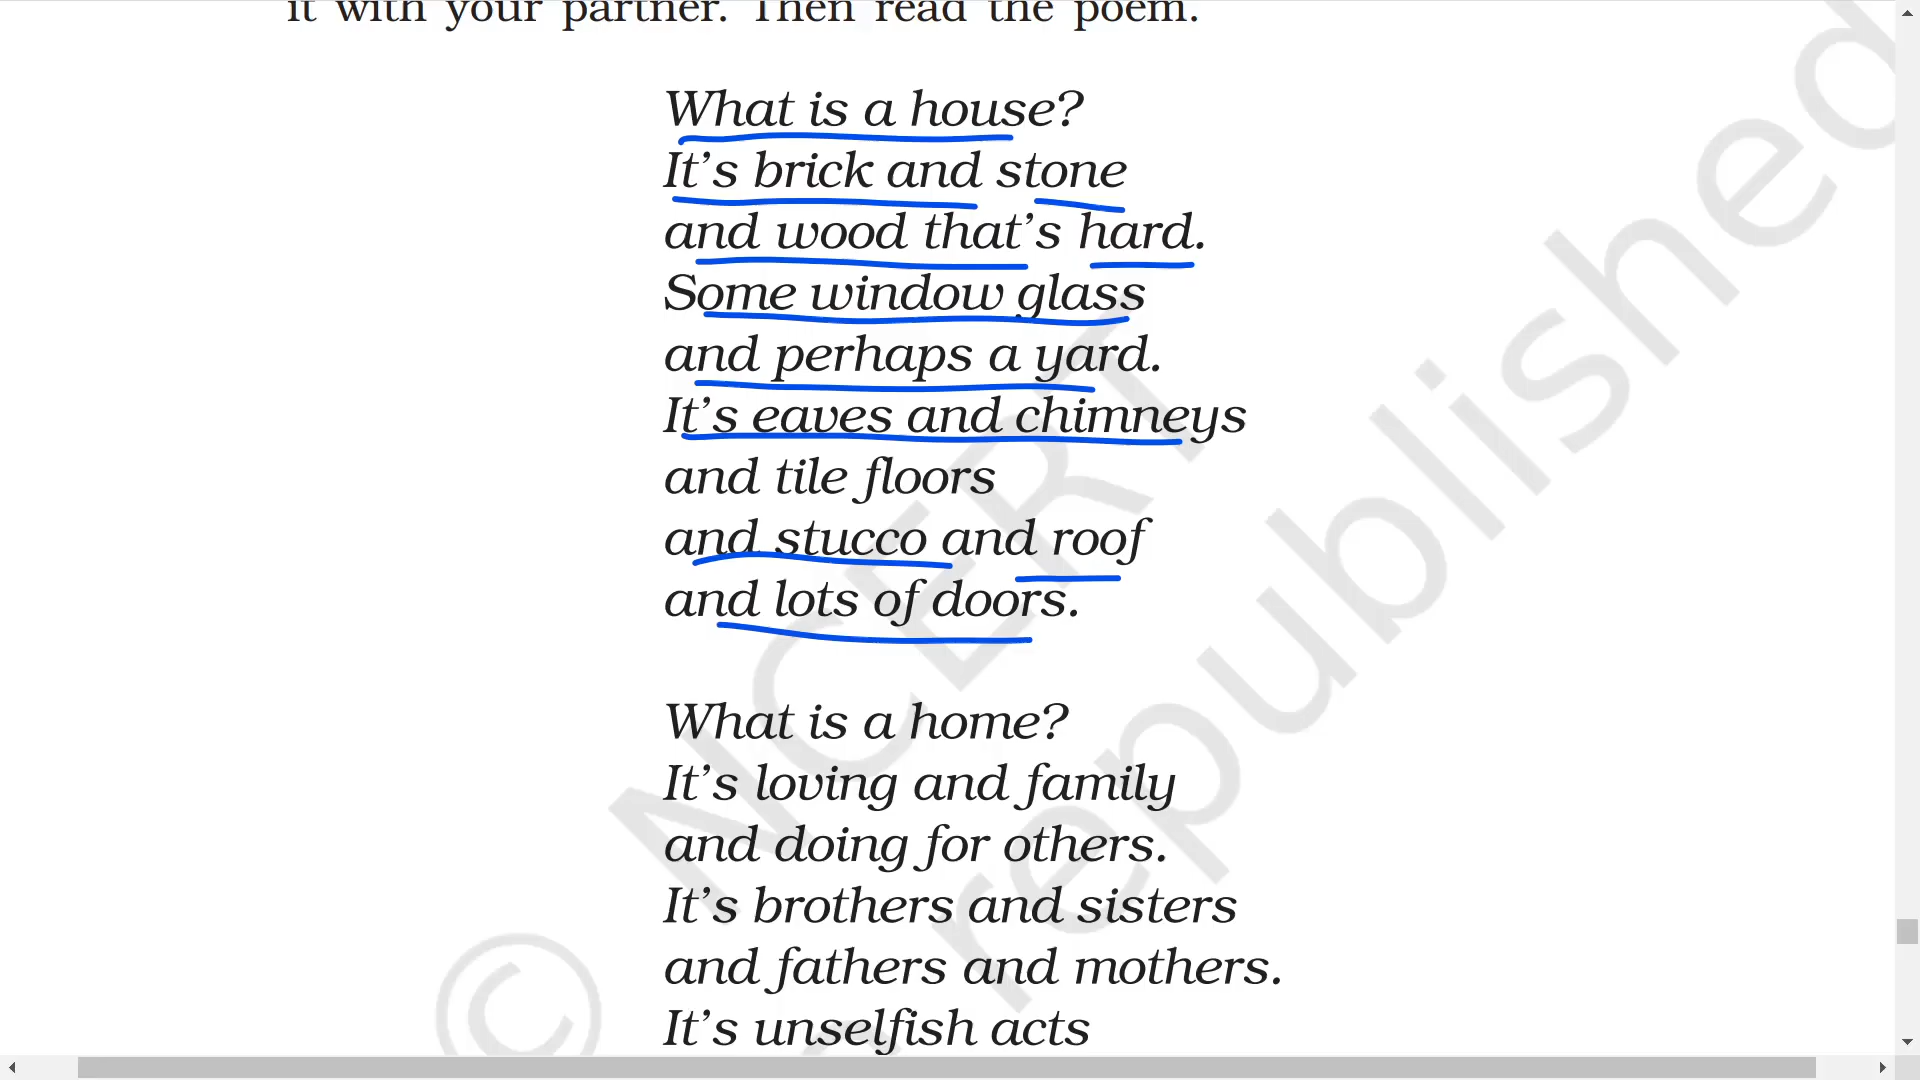 it with your partner. Then read the poem.
What is a house?
It’s brick and stone
and wood that’s hard.
Some window glass
and perhaps a yard.
It’s eaves and chimneys
and tile floors
and stucco and roof
and lots of doors.
What is a home?
It’s loving and family
and doing for others.
It’s brothers and sisters
and fathers and mothers.
It’s unselfish acts
© NCERT
republished